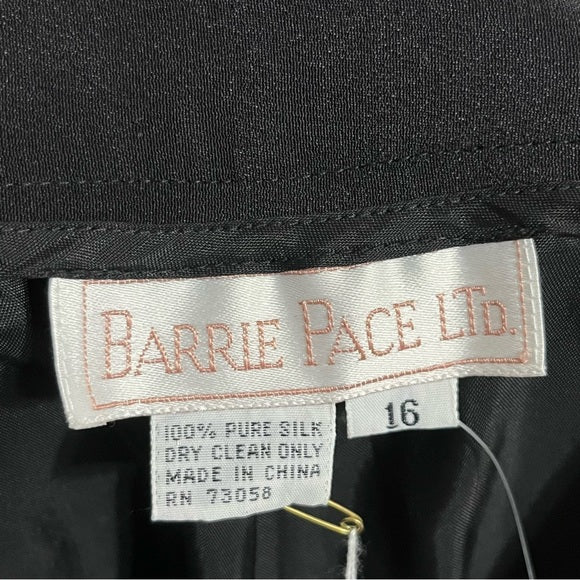 BARRIE PACE LTD.
16
100% PURE SILK
DRY CLEAN ONLY
MADE IN CHINA
RN 73058